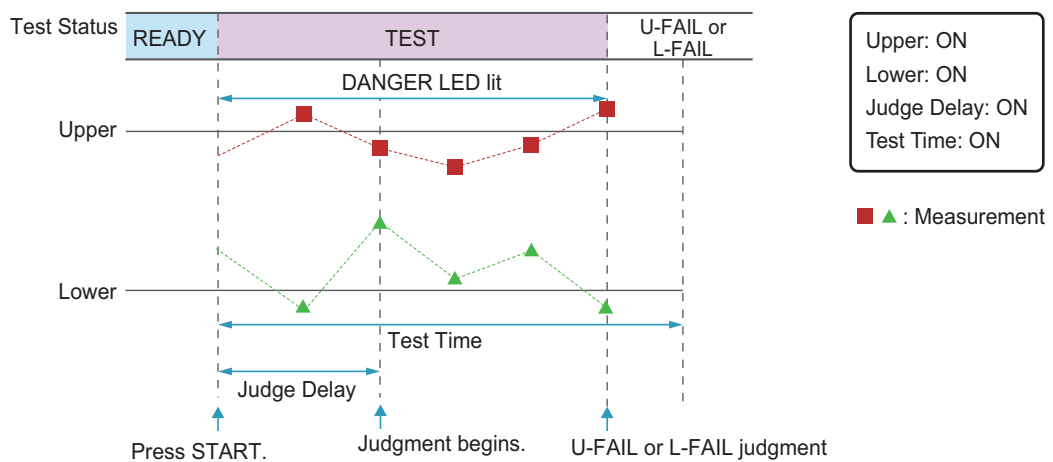 Test Status
READY
TEST
U-FAIL or
L-FAIL
DANGER LED lit
Upper
Lower
Test Time
Judge Delay
Press START.
Judgment begins.
U-FAIL or L-FAIL judgment
Upper: ON
Lower: ON
Judge Delay: ON
Test Time: ON
: Measurement